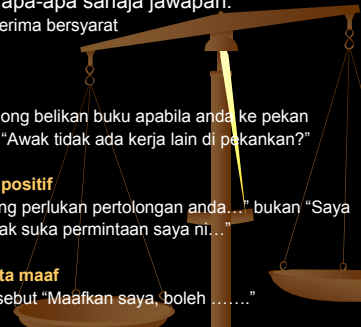 apa-apa sahaja jawapan.
erima bersyarat
ong belikan buku apabila anda ke pekan
“Awak tidak ada kerja lain di pekankan?”
positif
ng perlukan pertolongan anda…” bukan “Saya
ak suka permintaan saya ni…”
ta maaf
sebut “Maafkan saya, boleh …….”